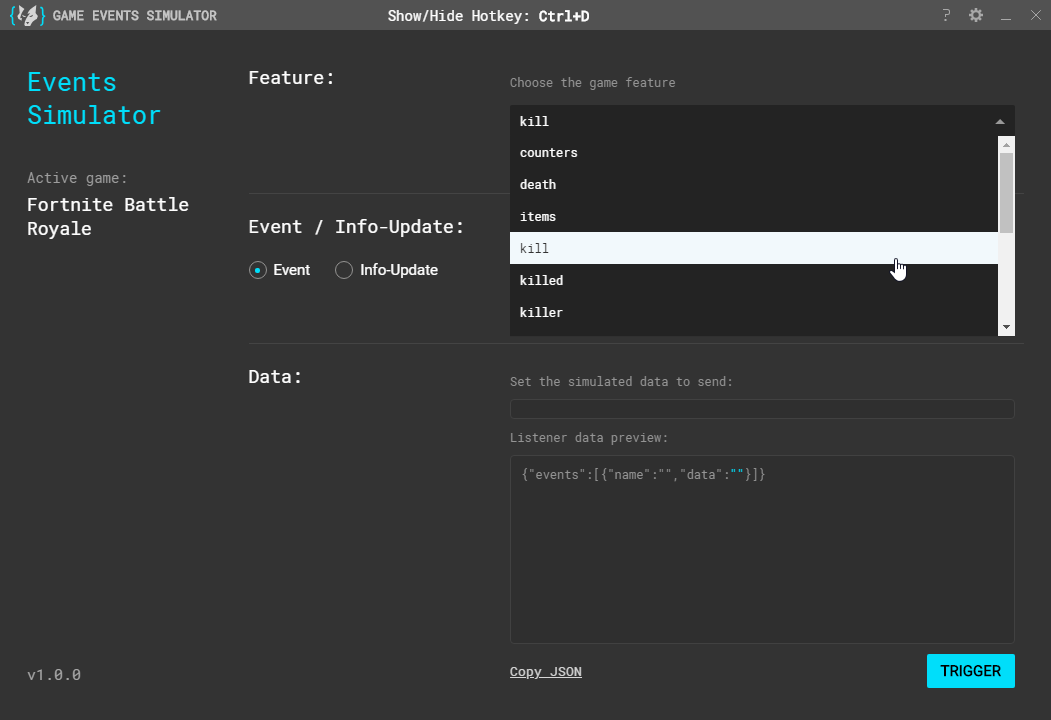 GAME EVENTS SIMULATOR
Show/Hide Hotkey: Ctrl+D
?
Events
Simulator
Active game:
Fortnite Battle
Royale
Feature:
Choose the game feature
kill
counters
death
items
kill
killed
killer
Event / Info-Update:
Event
Info-Update
Data:
Set the simulated data to send:
Listener data preview:
{"events":[{"name":"","data":""}]}
v1.0.0
Copy JSON
TRIGGER